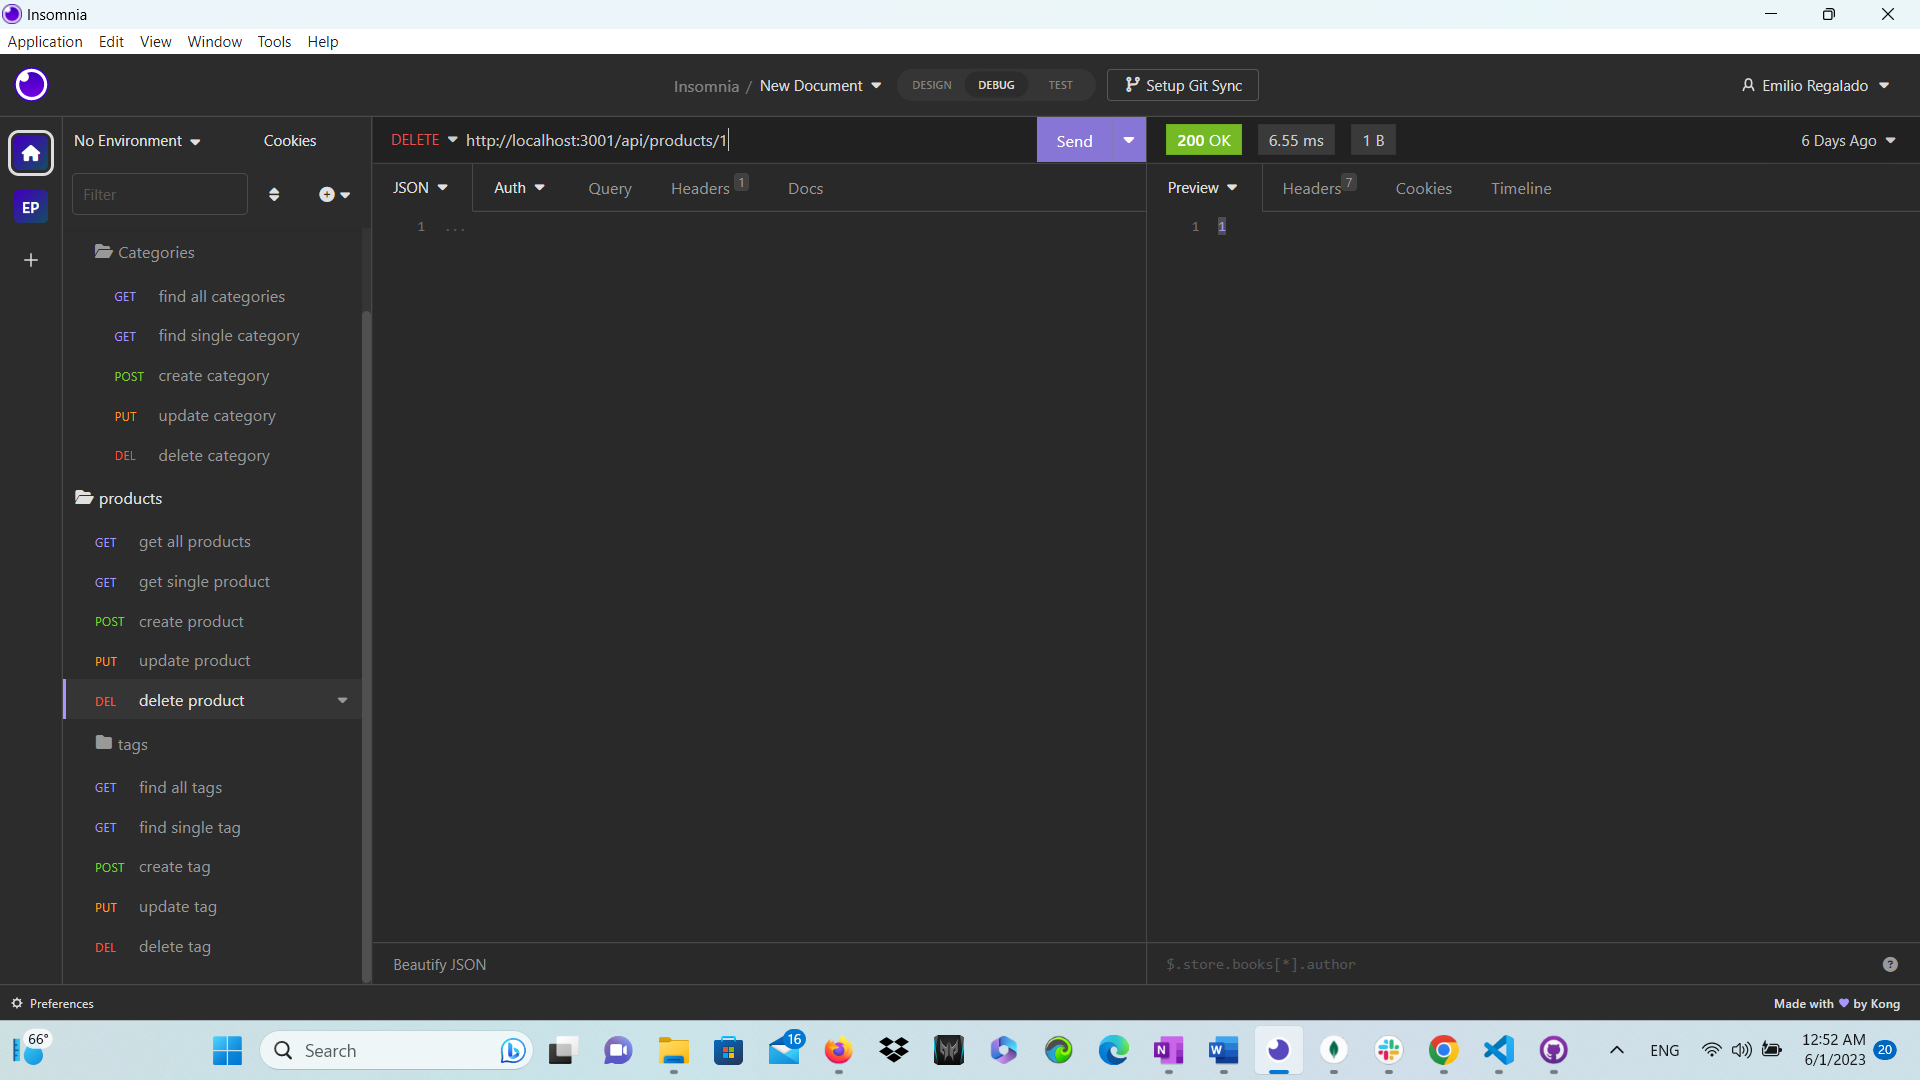 Insomnia
Application Edit View Window Tools Help
Insomnia / New Document DESIGN DEBUG TEST Setup Git Sync Emilio Regalado
No Environment Cookies
DELETE http://localhost:3001/api/products/1 Send
200 OK 6.55 ms 1 B 6 Days Ago
Filter
JSON Auth Query Headers 1 Docs
Preview Headers 7 Cookies Timeline
EP
1 ...
1 1
Categories
GET find all categories
GET find single category
POST create category
PUT update category
DEL delete category
products
GET get all products
GET get single product
POST create product
PUT update product
DEL delete product
tags
GET find all tags
GET find single tag
POST create tag
PUT update tag
DEL delete tag
Beautify JSON
$.store.books[*].author
?
Preferences
Made with by Kong
66°
Search
16
ENG
12:52 AM
6/1/2023
20